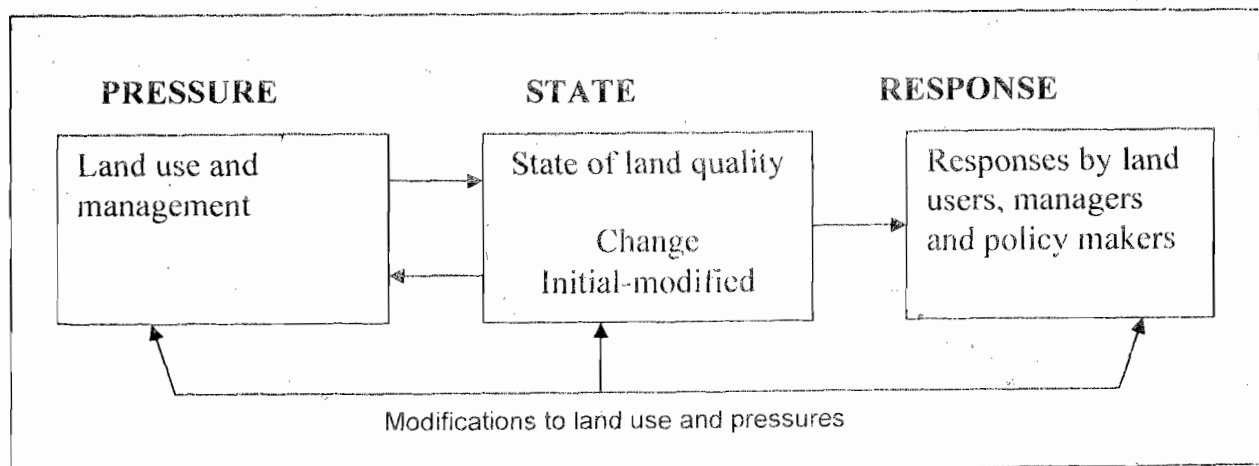 PRESSURE
STATE
RESPONSE
Land use and
management
State of land quality
Change
Initial-modified
Responses by land
users, managers
and policy makers
Modifications to land use and pressures